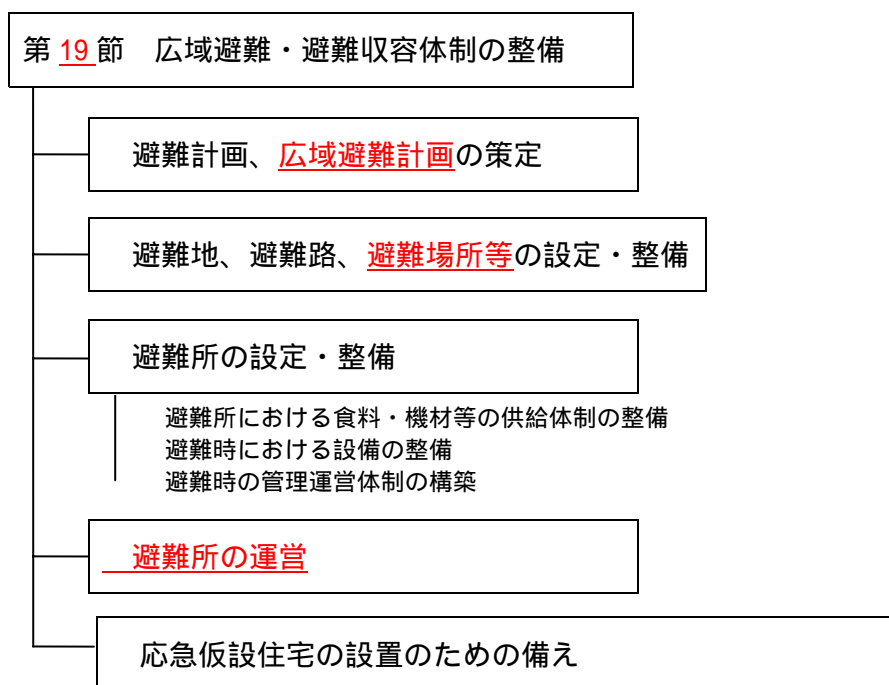 第 19 節　広域避難・避難収容体制の整備
避難計画、広域避難計画の策定
避難地、避難路、避難場所等の設定・整備
避難所の設定・整備
避難所における食料・機材等の供給体制の整備
避難時における設備の整備
避難時の管理運営体制の構築
避難所の運営
応急仮設住宅の設置のための備え